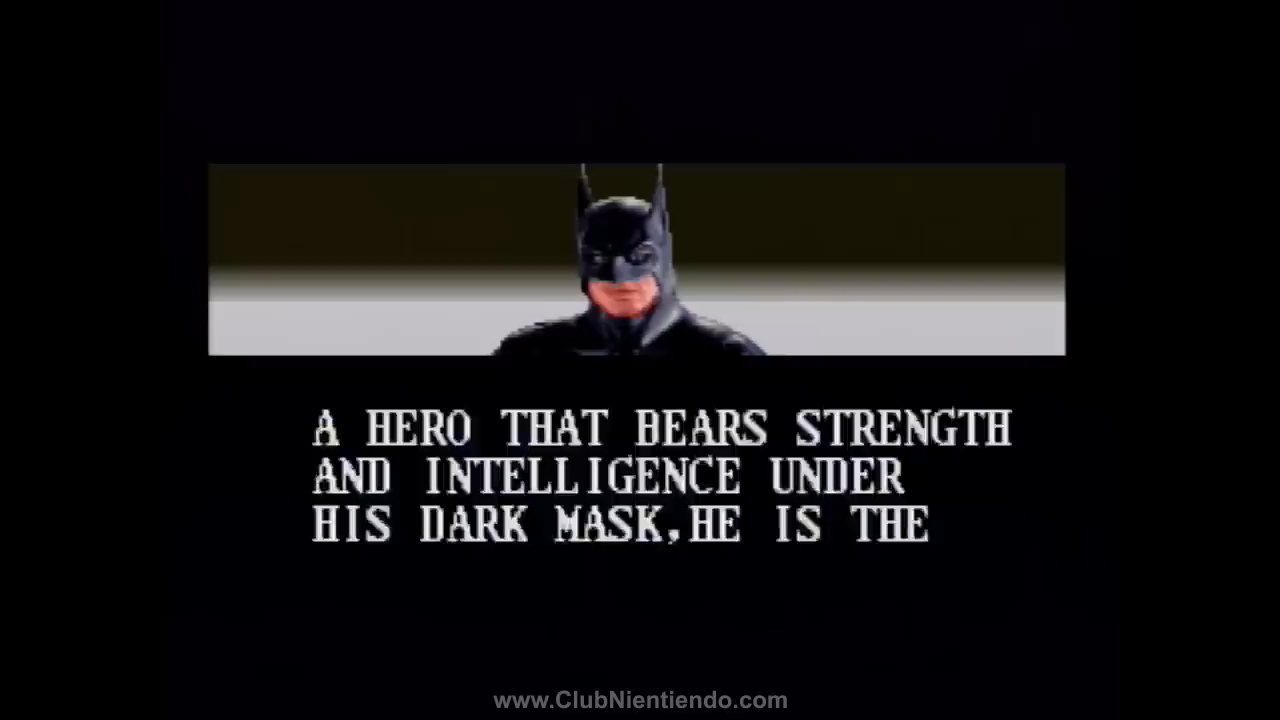 A HERO THAT BEARS STRENGTH
AND INTELLIGENCE UNDER
HIS DARK MASK,HE IS THE
www.ClubNientiendo.com